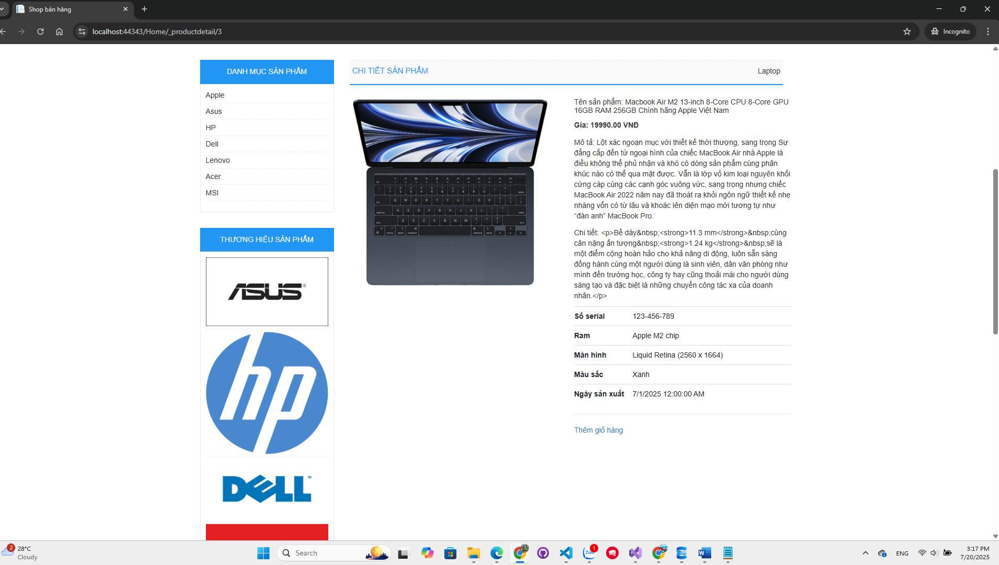 Shop bán hàng
localhost:44343/Home/_productdetail/3
Incognito
DANH MỤC SẢN PHẨM
Apple
Asus
HP
Dell
Lenovo
Acer
MSI
THƯƠNG HIỆU SẢN PHẨM
ASUS®
hp
DELL™
CHI TIẾT SẢN PHẨM
Laptop
Tên sản phẩm: Macbook Air M2 13-inch 8-Core CPU 8-Core GPU
16GB RAM 256GB Chính hãng Apple Việt Nam
Gía: 19990.00 VNĐ
Mô tả: Lột xác ngoạn mục với thiết kế thời thượng, sang trọng Sự
đẳng cấp đến từ ngoại hình của chiếc MacBook Air nhà Apple là
điều không thể phủ nhận và khó có dòng sản phẩm cùng phân
khúc nào có thể qua mặt được. Vẫn là lớp vỏ kim loại nguyên khối
cứng cáp cùng các cạnh góc vuông vức, sang trọng nhưng chiếc
MacBook Air 2022 năm nay đã thoát ra khỏi ngôn ngữ thiết kế nhẹ
nhàng vốn có từ lâu và khoác lên diện mạo mới tương tự như
“đàn anh” MacBook Pro.
Chi tiết: <p>Bề dày&nbsp;<strong>11.3 mm</strong>&nbsp;cùng
cân nặng ấn tượng&nbsp;<strong>1.24 kg</strong>&nbsp;sẽ là
một điểm cộng hoàn hảo cho khả năng di động, luôn sẵn sàng
đồng hành cùng một người dùng là sinh viên, dân văn phòng như
mình đến trường học, công ty hay cũng thoải mái cho người dùng
sáng tạo và đặc biệt là những chuyến công tác xa của doanh
nhân.</p>
Số serial 123-456-789
Ram Apple M2 chip
Màn hình Liquid Retina (2560 x 1664)
Màu sắc Xanh
Ngày sản xuất 7/1/2025 12:00:00 AM
Thêm giỏ hàng
2
28°C
Cloudy
Search
Zalo
1
ENG
3:17 PM
7/20/2025